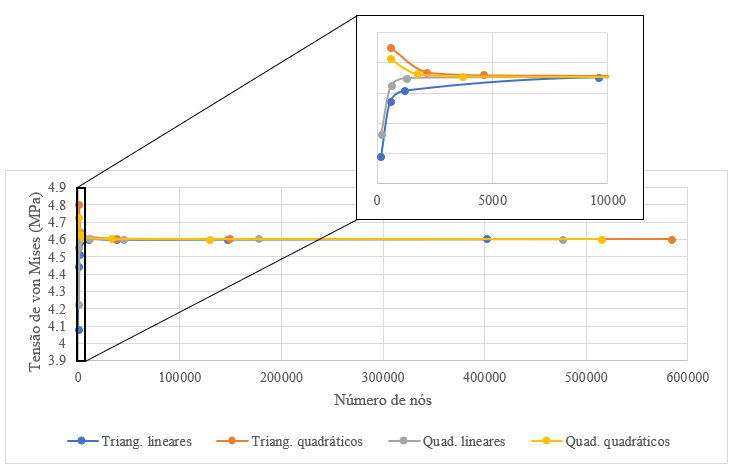 0 5000 10000
Tensão de von Mises (MPa)
4.9
4.8
4.7
4.6
4.5
4.4
4.3
4.2
4.1
4
3.9
0 100000 200000 300000 400000 500000 600000
Número de nós
Triang. lineares Triang. quadráticos Quad. lineares Quad. quadráticos